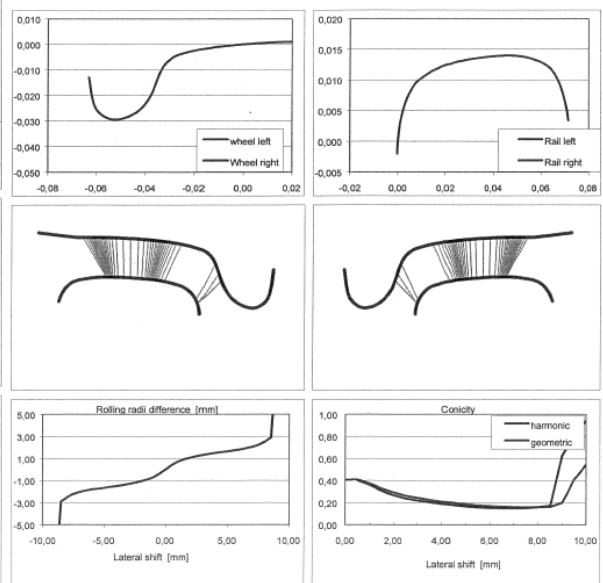 0,010
0,000
-0,010
-0,020
-0,030
-0,040
-0,050
-0,08 -0,06 -0,04 -0,02 0,00 0,02
wheel left
Wheel right
0,020
0,015
0,010
0,005
0,000
-0,005
-0,02 0,00 0,02 0,04 0,06 0,08
Rail left
Rail right
Rolling radii difference [mm]
5,00
3,00
1,00
-1,00
-3,00
-5,00
-10,00 -5,00 0,00 5,00 10,00
Lateral shift [mm]
Conicity
1,00
0,80
0,60
0,40
0,20
0,00
0,00 2,00 4,00 6,00 8,00 10,00
harmonic
geometric
Lateral shift [mm]